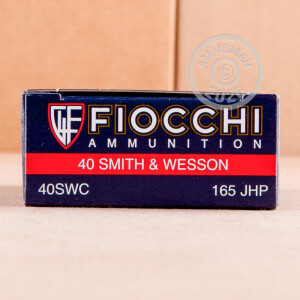 FIOCCHI
AMMUNITION
40 SMITH & WESSON
40SWC 165 JHP